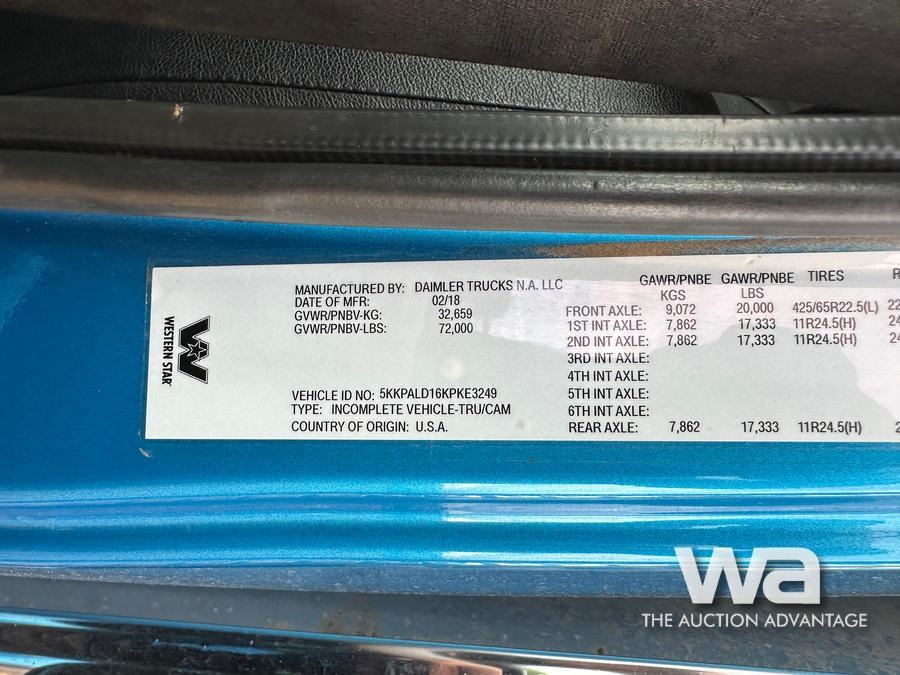 WESTERN STAR
MANUFACTURED BY: DAIMLER TRUCKS N.A. LLC
DATE OF MFR: 02/18
GVWR/PNBV-KG: 32,659
GVWR/PNBV-LBS: 72,000
VEHICLE ID NO: 5KKPALD16KPKE3249
TYPE: INCOMPLETE VEHICLE-TRU/CAM
COUNTRY OF ORIGIN: U.S.A.
GAWR/PNBE GAWR/PNBE TIRES R
KGS LBS
FRONT AXLE: 9,072 20,000 425/65R22.5(L) 22
1ST INT AXLE: 7,862 17,333 11R24.5(H) 24
2ND INT AXLE: 7,862 17,333 11R24.5(H) 24
3RD INT AXLE:
4TH INT AXLE:
5TH INT AXLE:
6TH INT AXLE:
REAR AXLE: 7,862 17,333 11R24.5(H) 2
wa
THE AUCTION ADVANTAGE